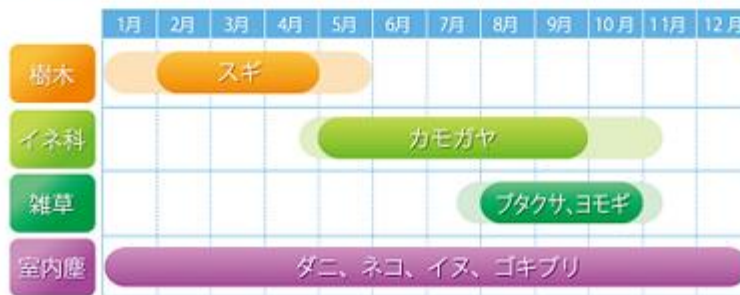 1月 2月 3月 4月 5月 6月 7月 8月 9月 10月 11月 12月
樹木 スギ
イネ科 カモガヤ
雑草 ブタクサ、ヨモギ
室内塵 ダニ、ネコ、イヌ、ゴキブリ